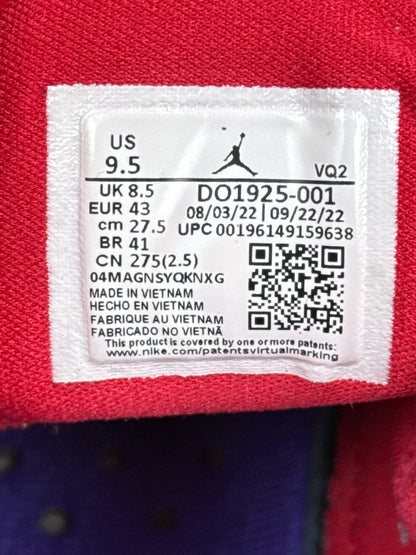 US
9.5
VQ2
UK 8.5
EUR 43
cm 27.5
BR 41
CN 275(2.5)
DO1925-001
08/03/22 | 09/22/22
UPC 00196149159638
04MAGNSYQKNXG
MADE IN VIETNAM
HECHO EN VIETNAM
FABRIQUE AU VIETNAM
FABRICADO NO VIETNÃ
This product is covered by one or more patents:
www.nike.com/patentsvirtualmarking